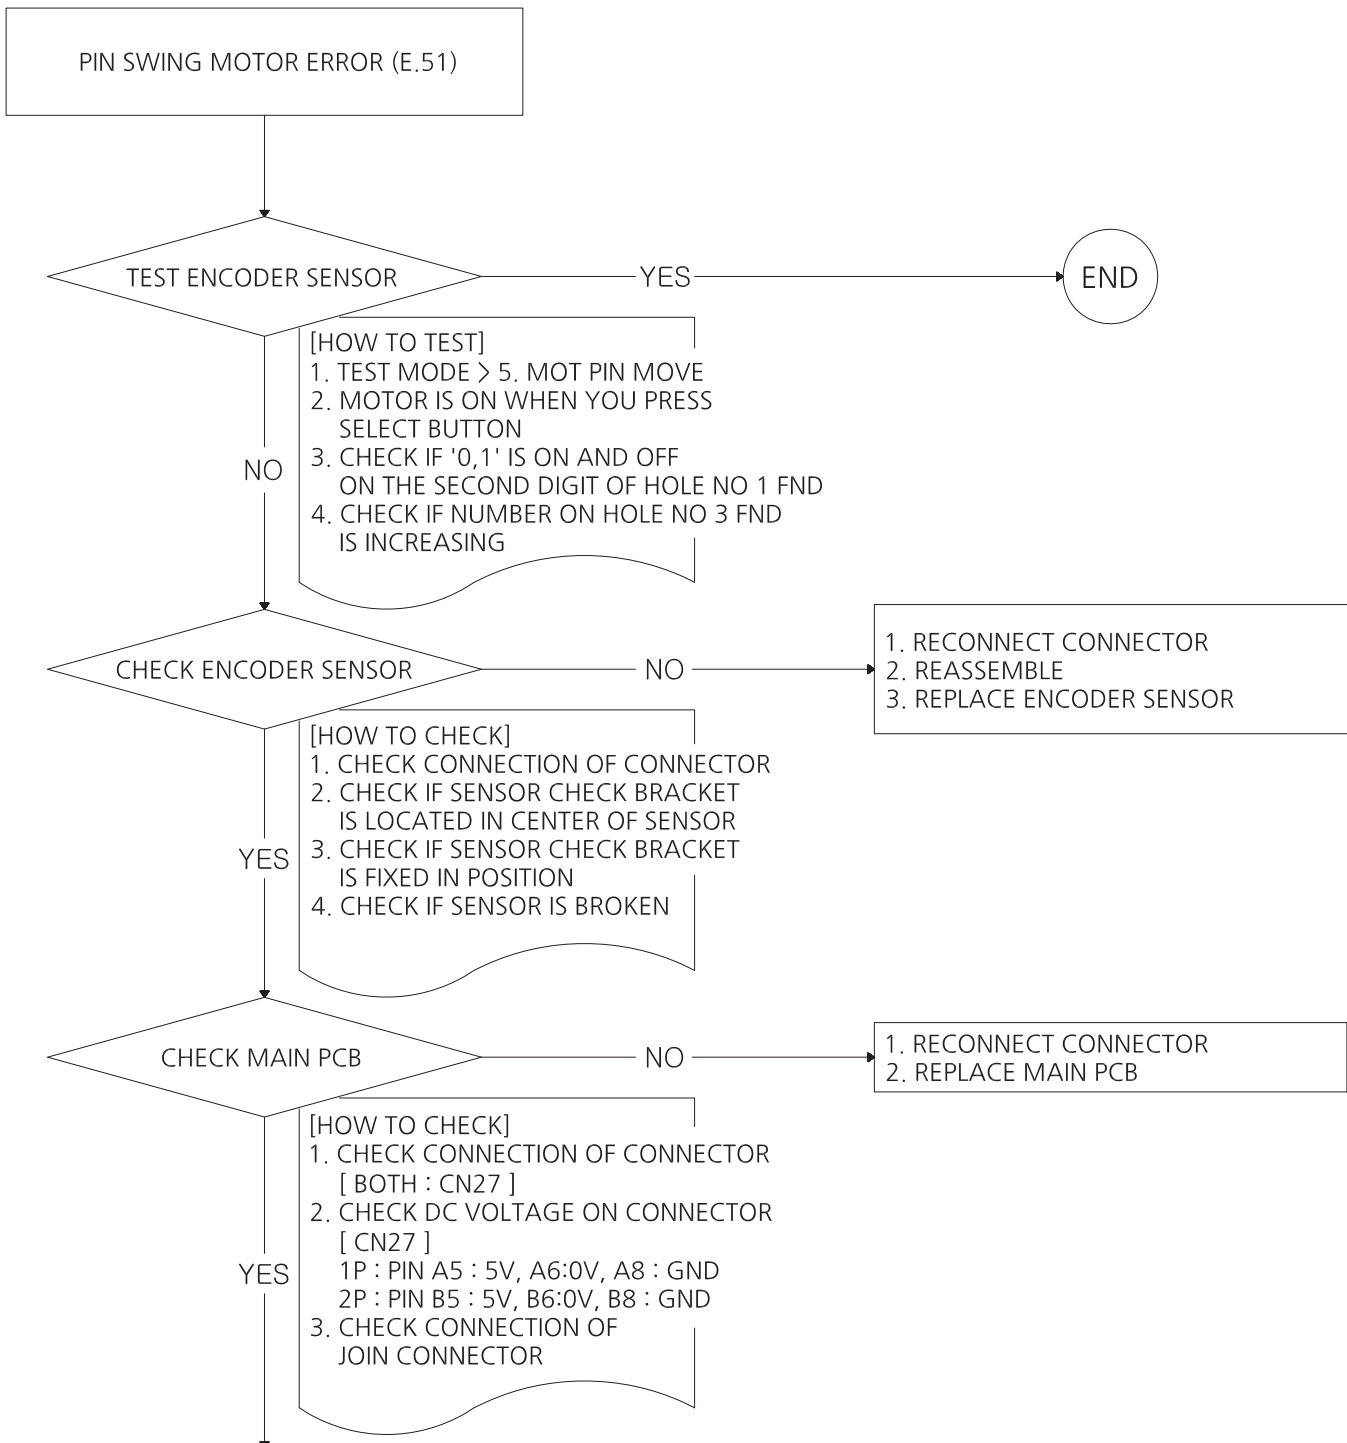 PIN SWING MOTOR ERROR (E.51)
TEST ENCODER SENSOR
YES
END
[HOW TO TEST]
1. TEST MODE > 5. MOT PIN MOVE
2. MOTOR IS ON WHEN YOU PRESS
SELECT BUTTON
3. CHECK IF '0,1' IS ON AND OFF
ON THE SECOND DIGIT OF HOLE NO 1 FND
4. CHECK IF NUMBER ON HOLE NO 3 FND
IS INCREASING
NO
CHECK ENCODER SENSOR
NO
1. RECONNECT CONNECTOR
2. REASSEMBLE
3. REPLACE ENCODER SENSOR
[HOW TO CHECK]
1. CHECK CONNECTION OF CONNECTOR
2. CHECK IF SENSOR CHECK BRACKET
IS LOCATED IN CENTER OF SENSOR
3. CHECK IF SENSOR CHECK BRACKET
IS FIXED IN POSITION
4. CHECK IF SENSOR IS BROKEN
YES
CHECK MAIN PCB
NO
1. RECONNECT CONNECTOR
2. REPLACE MAIN PCB
[HOW TO CHECK]
1. CHECK CONNECTION OF CONNECTOR
[ BOTH : CN27 ]
2. CHECK DC VOLTAGE ON CONNECTOR
[ CN27 ]
1P : PIN A5 : 5V, A6:0V, A8 : GND
2P : PIN B5 : 5V, B6:0V, B8 : GND
3. CHECK CONNECTION OF
JOIN CONNECTOR
YES